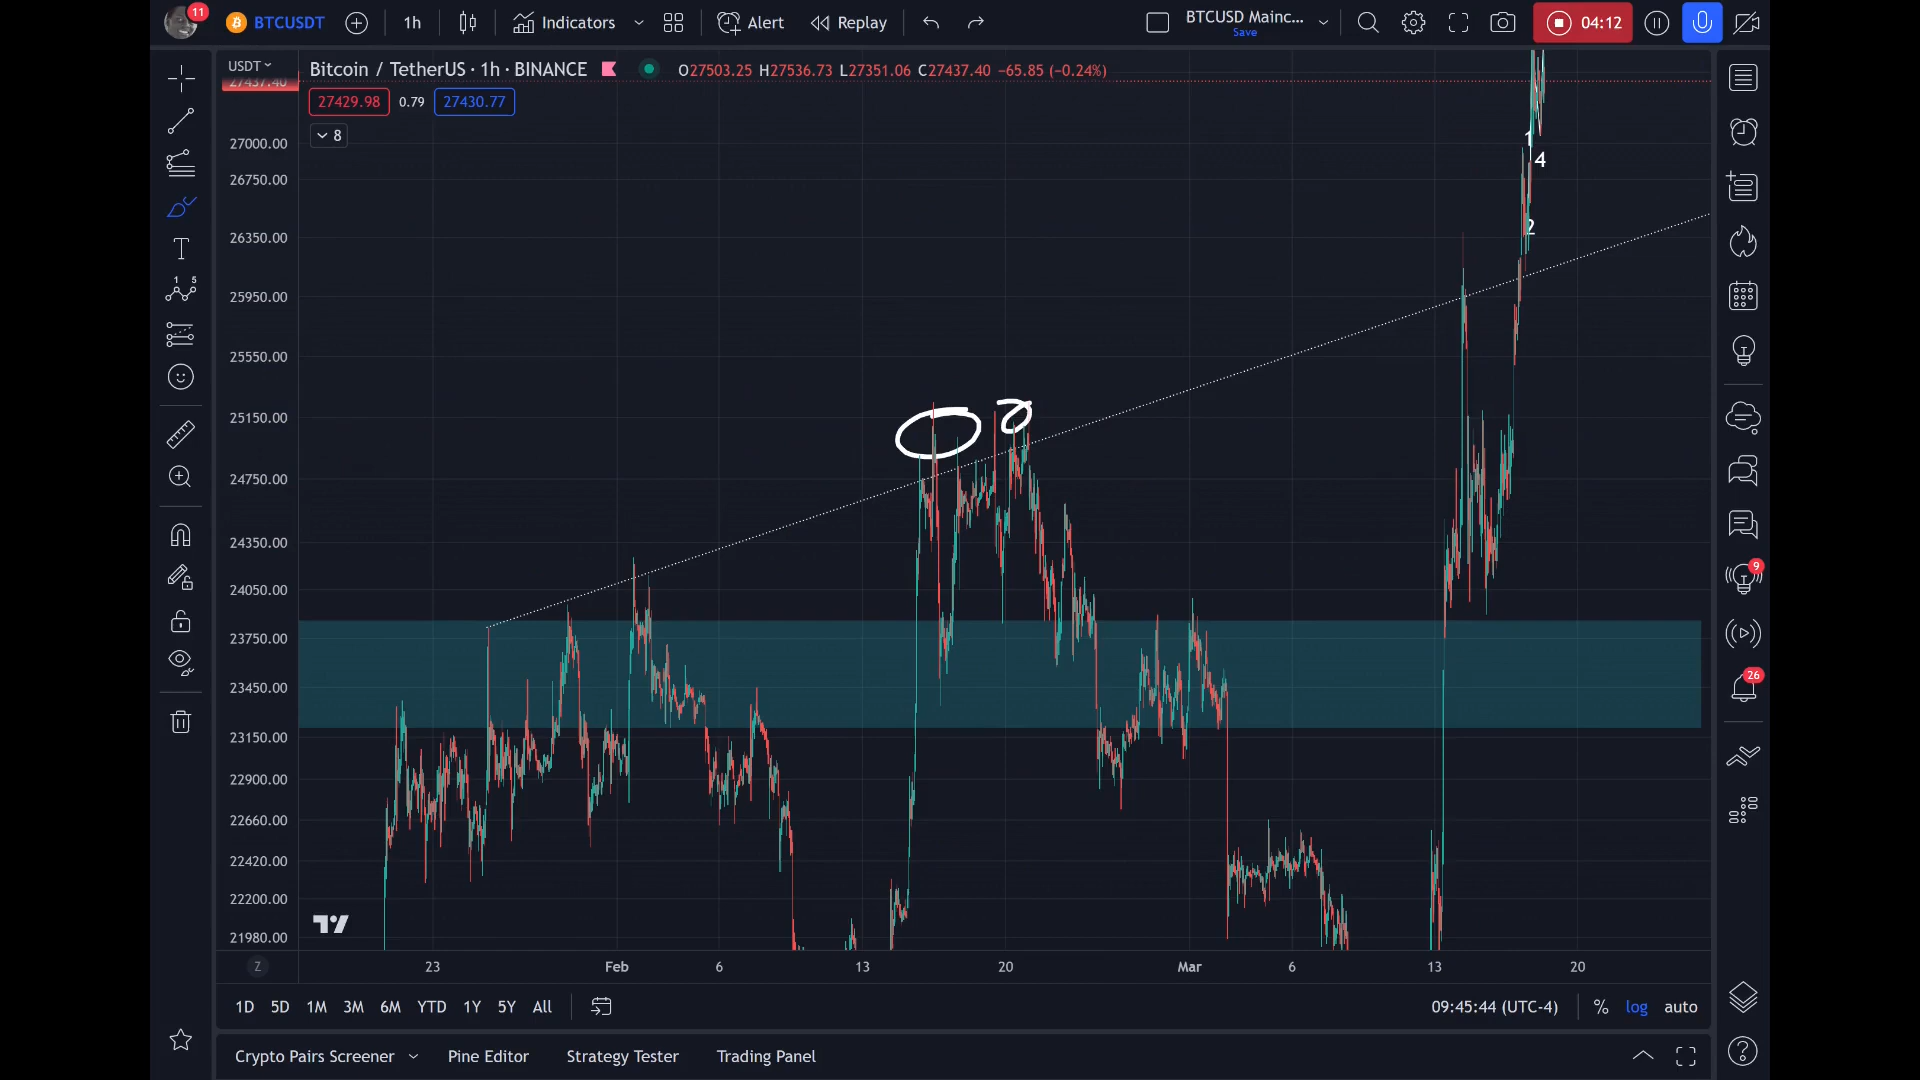 11
BTCUSDT
1h
Indicators
Alert
Replay
BTCUSD Mainc...
Save
04:12
USDT
Bitcoin / TetherUS · 1h · BINANCE
O27503.25 H27536.73 L27351.06 C27437.40 −65.85 (−0.24%)
27437.40
27429.98 0.79 27430.77
8
27000.00
26750.00
26350.00
25950.00
25550.00
25150.00
24750.00
24350.00
24050.00
23750.00
23450.00
23150.00
22900.00
22660.00
22420.00
22200.00
21980.00
1
4
2
1 5
9
26
Z
23 Feb 6 13 20 Mar 6 13 20
1D 5D 1M 3M 6M YTD 1Y 5Y All
09:45:44 (UTC-4) % log auto
Crypto Pairs Screener Pine Editor Strategy Tester Trading Panel